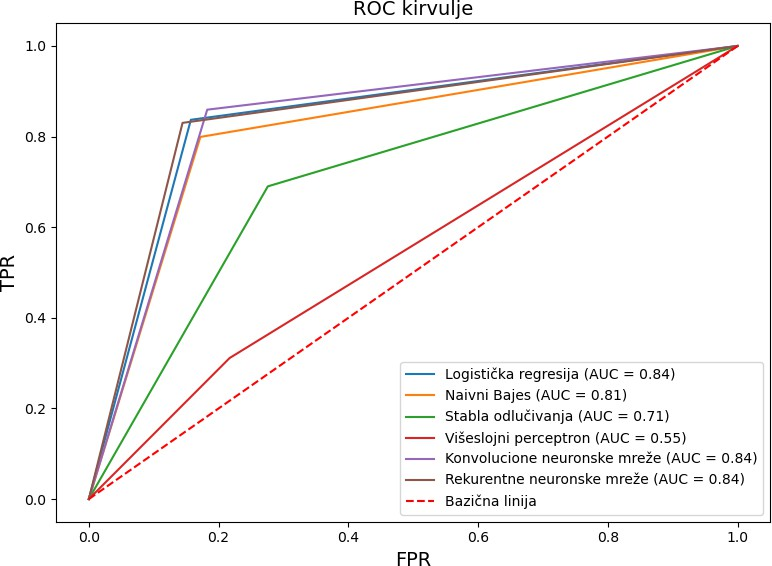 ROC kirvulje
1.0
0.8
0.6
0.4
0.2
0.0
TPR
0.0 0.2 0.4 0.6 0.8 1.0
FPR
Logistička regresija (AUC = 0.84)
Naivni Bajes (AUC = 0.81)
Stabla odlučivanja (AUC = 0.71)
Višeslojni perceptron (AUC = 0.55)
Konvolucione neuronske mreže (AUC = 0.84)
Rekurentne neuronske mreže (AUC = 0.84)
Bazična linija